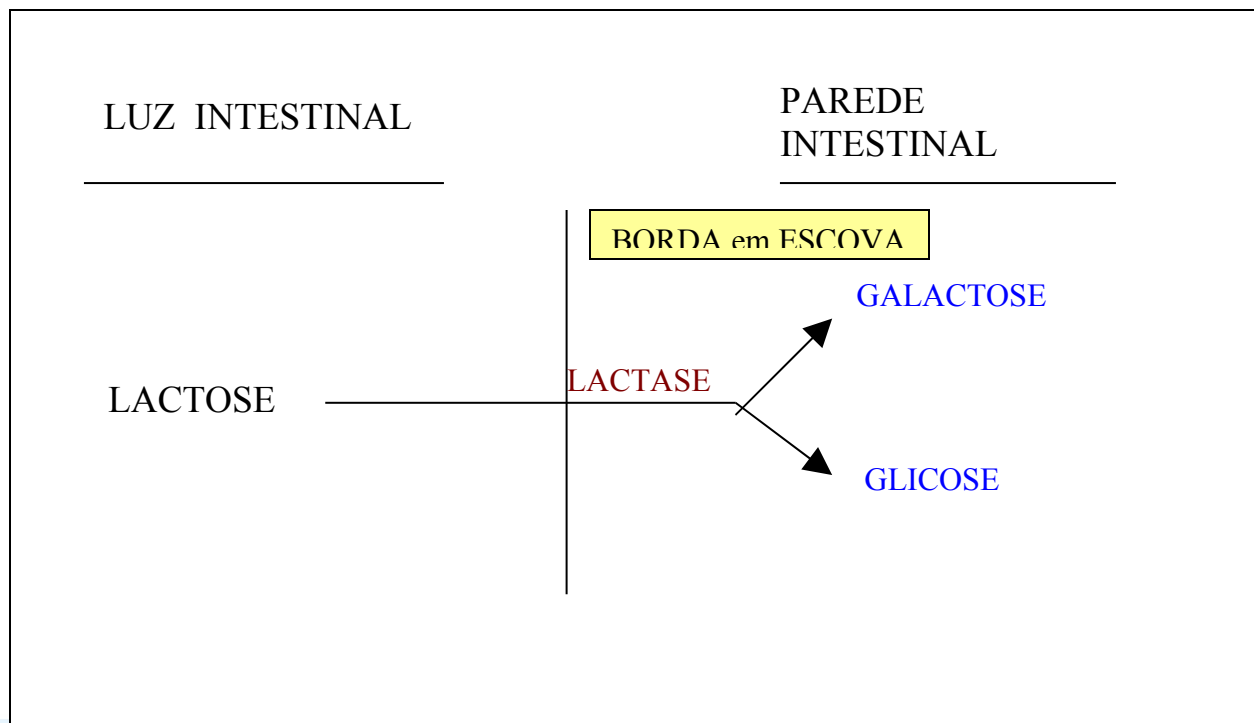 LUZ INTESTINAL
PAREDE
INTESTINAL
BORDA em ESCOVA
GALACTOSE
LACTASE
LACTOSE
GLICOSE